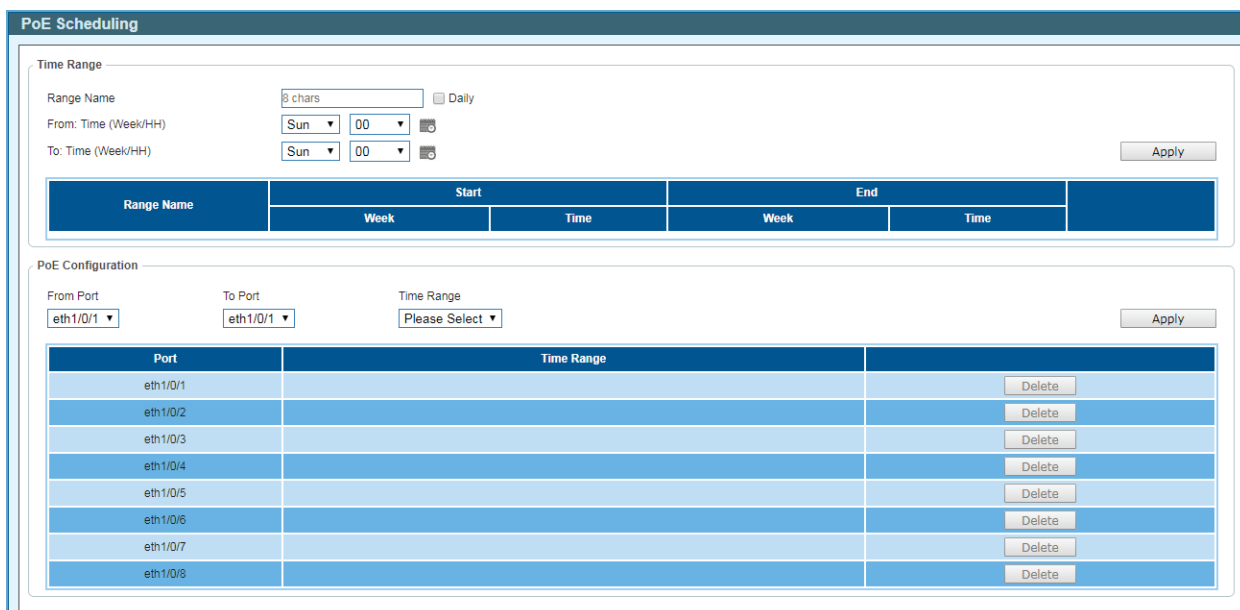 PoE Scheduling
Time Range
Range Name 8 chars Daily
From: Time (Week/HH) Sun 00
To: Time (Week/HH) Sun 00 Apply
Range Name Start End
Week Time Week Time
PoE Configuration
From Port To Port Time Range
eth1/0/1 eth1/0/1 Please Select Apply
Port Time Range
eth1/0/1 Delete
eth1/0/2 Delete
eth1/0/3 Delete
eth1/0/4 Delete
eth1/0/5 Delete
eth1/0/6 Delete
eth1/0/7 Delete
eth1/0/8 Delete